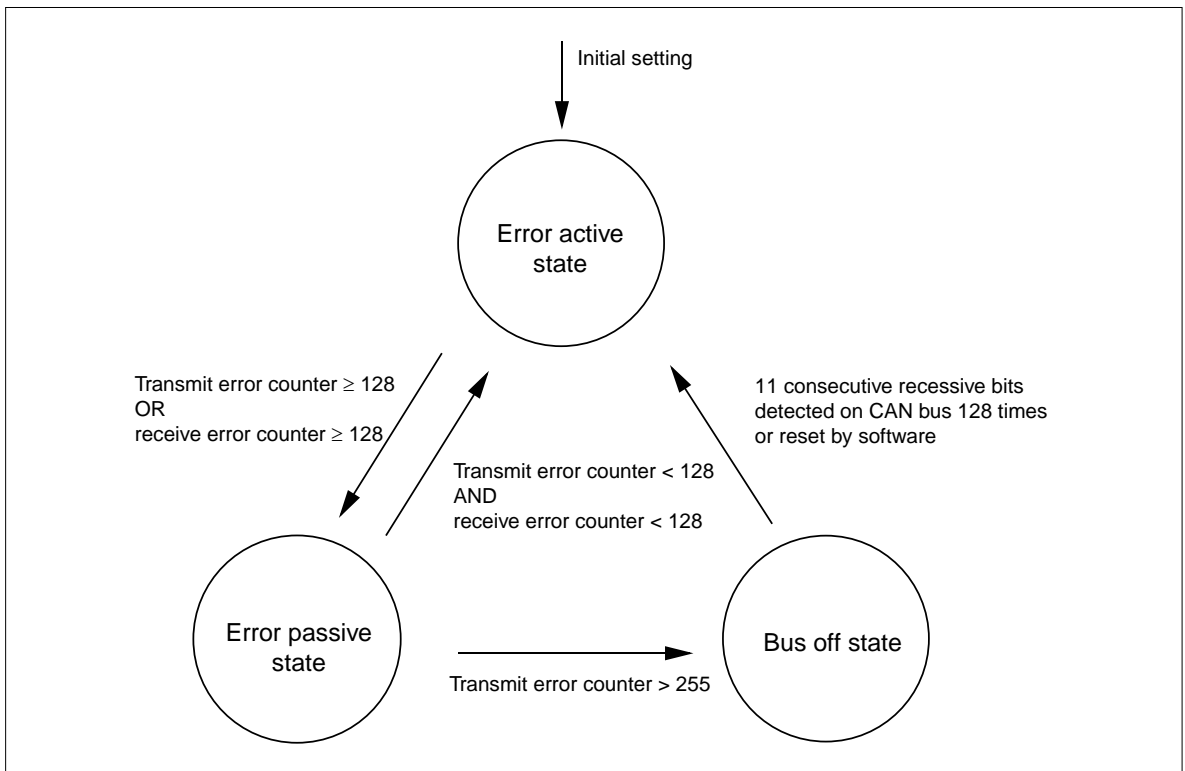 Initial setting
Error active
state
Transmit error counter ≥ 128
OR
receive error counter ≥ 128
11 consecutive recessive bits
detected on CAN bus 128 times
or reset by software
Transmit error counter < 128
AND
receive error counter < 128
Error passive
state
Bus off state
Transmit error counter > 255